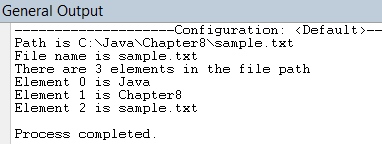 General Output
--------------------Configuration: <Default>--
Path is C:\Java\Chapter8\sample.txt
File name is sample.txt
There are 3 elements in the file path
Element 0 is Java
Element 1 is Chapter8
Element 2 is sample.txt
Process completed.